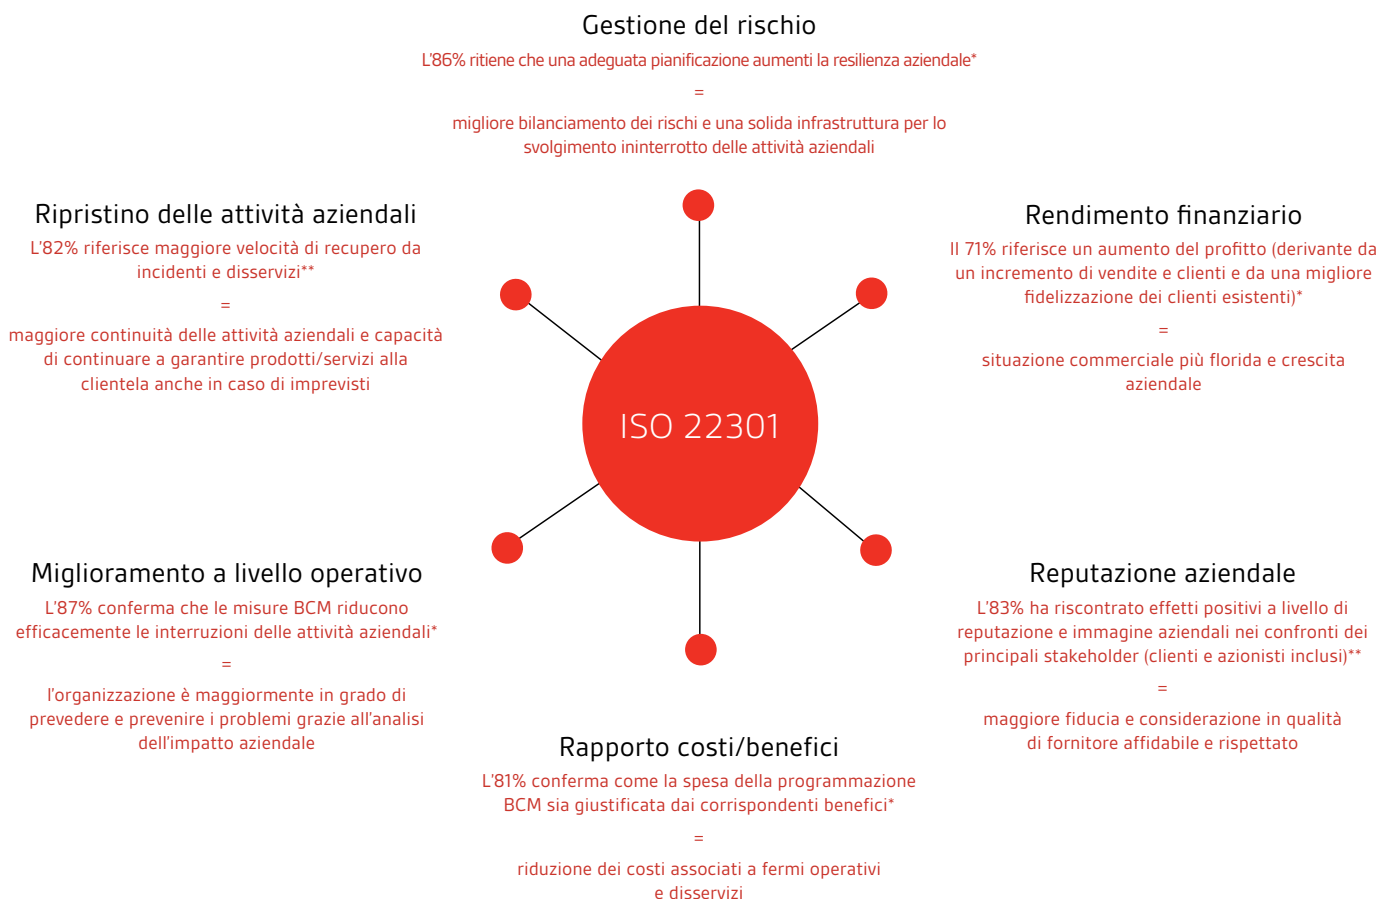 Gestione del rischio
L'86% ritiene che una adeguata pianificazione aumenti la resilienza aziendale*
=
migliore bilanciamento dei rischi e una solida infrastruttura per lo
svolgimento ininterrotto delle attività aziendali
Ripristino delle attività aziendali
L'82% riferisce maggiore velocità di recupero da
incidenti e disservizi**
=
maggiore continuità delle attività aziendali e capacità
di continuare a garantire prodotti/servizi alla
clientela anche in caso di imprevisti
Rendimento finanziario
Il 71% riferisce un aumento del profitto (derivante da
un incremento di vendite e clienti e da una migliore
fidelizzazione dei clienti esistenti)*
=
situazione commerciale più florida e crescita
aziendale
ISO 22301
Miglioramento a livello operativo
L'87% conferma che le misure BCM riducono
efficacemente le interruzioni delle attività aziendali*
=
l'organizzazione è maggiormente in grado di
prevedere e prevenire i problemi grazie all'analisi
dell'impatto aziendale
Reputazione aziendale
L'83% ha riscontrato effetti positivi a livello di
reputazione e immagine aziendali nei confronti dei
principali stakeholder (clienti e azionisti inclusi)**
=
maggiore fiducia e considerazione in qualità
di fornitore affidabile e rispettato
Rapporto costi/benefici
L'81% conferma come la spesa della programmazione
BCM sia giustificata dai corrispondenti benefici*
=
riduzione dei costi associati a fermi operativi
e disservizi